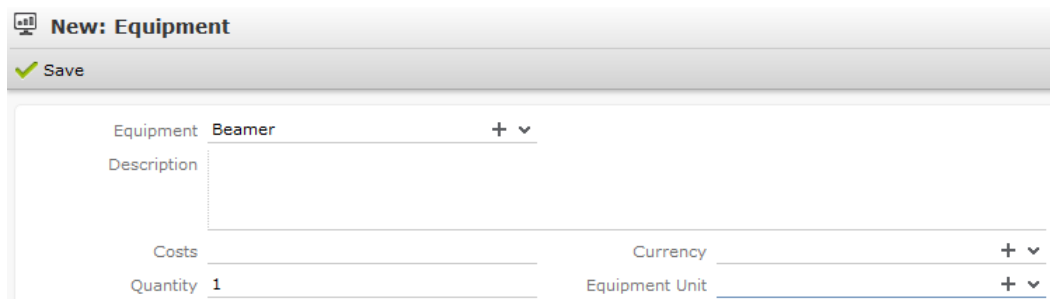 New: Equipment
Save
Equipment Beamer
Description
Costs Currency
Quantity 1 Equipment Unit